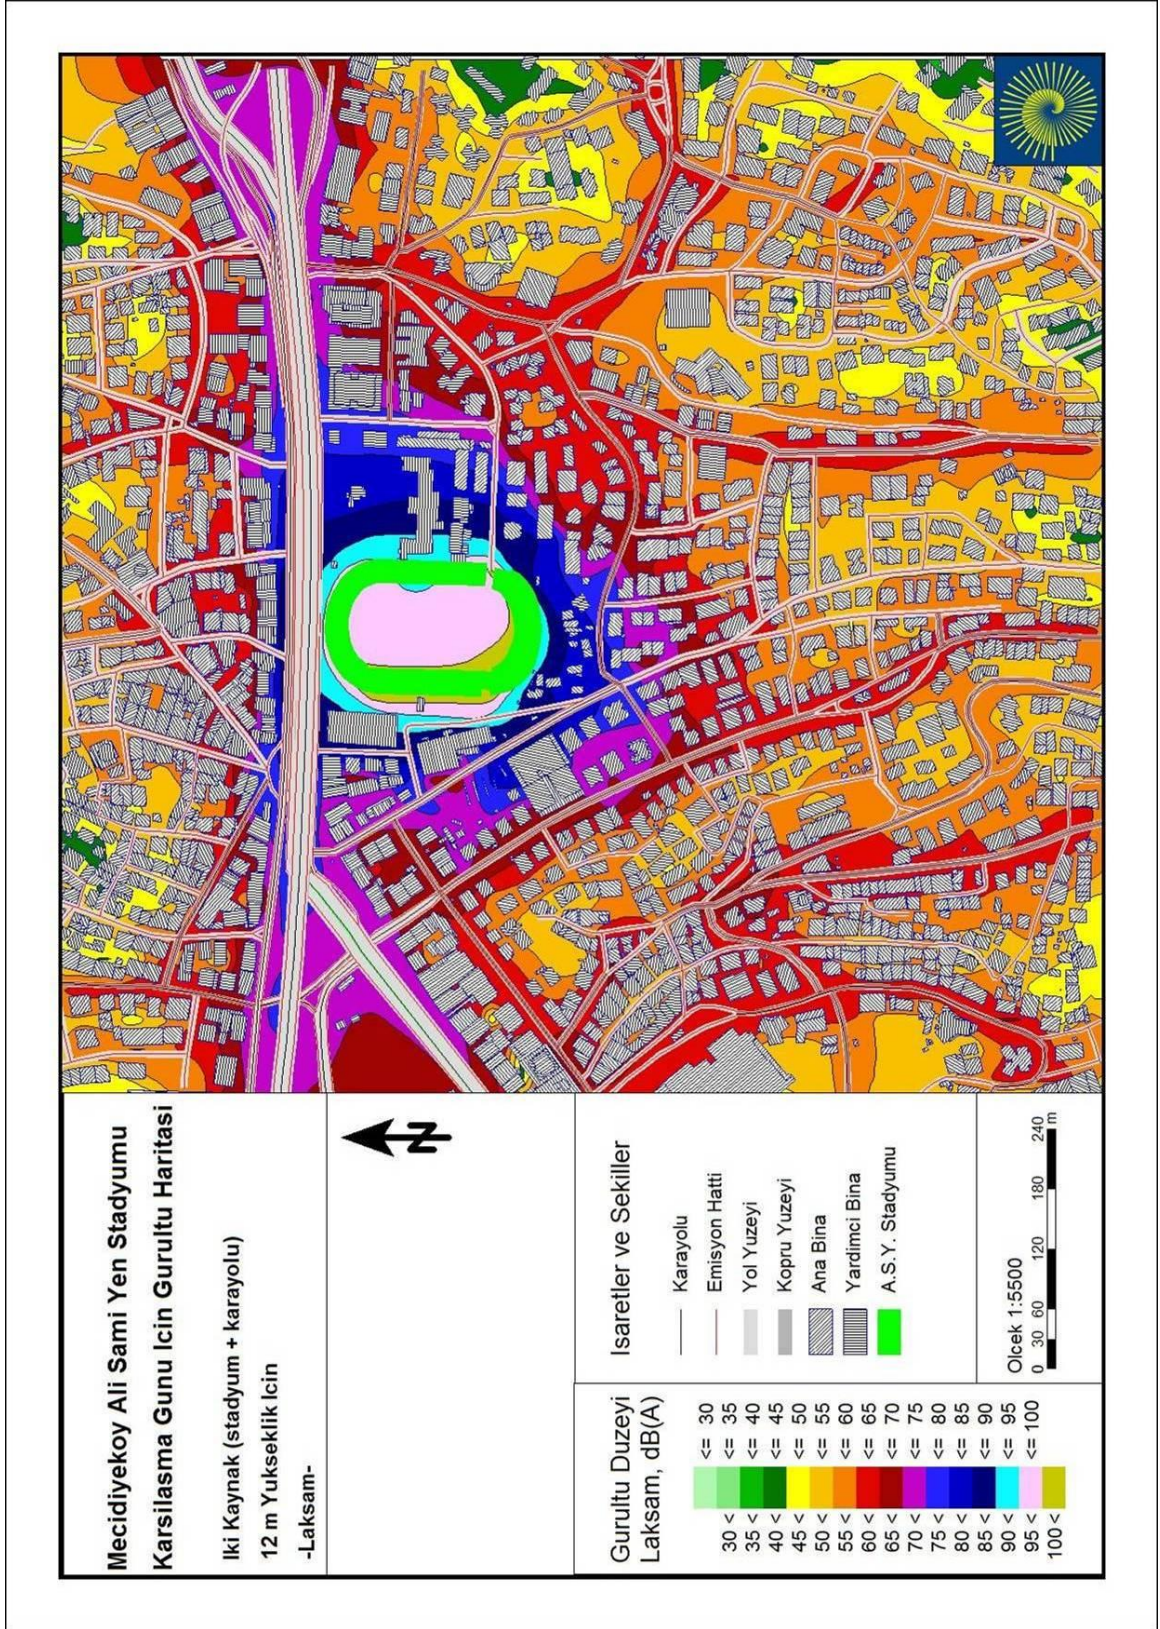 Mecidiyekoy Ali Sami Yen Stadyumu
Karsilasma Gunu Icin Gurultu Haritasi
Iki Kaynak (stadyum + karayolu)
12 m Yukseklik Icin
-Laksam-
N
Gurultu Duzeyi
Laksam, dB(A)
<= 30
30 < <= 35
35 < <= 40
40 < <= 45
45 < <= 50
50 < <= 55
55 < <= 60
60 < <= 65
65 < <= 70
70 < <= 75
75 < <= 80
80 < <= 85
85 < <= 90
90 < <= 95
95 < <= 100
100 <
Isaretler ve Sekiller
Karayolu
Emisyon Hatti
Yol Yuzeyi
Kopru Yuzeyi
Ana Bina
Yardimci Bina
A.S.Y. Stadyumu
Olcek 1:5500
0 30 60 120 180 240
m